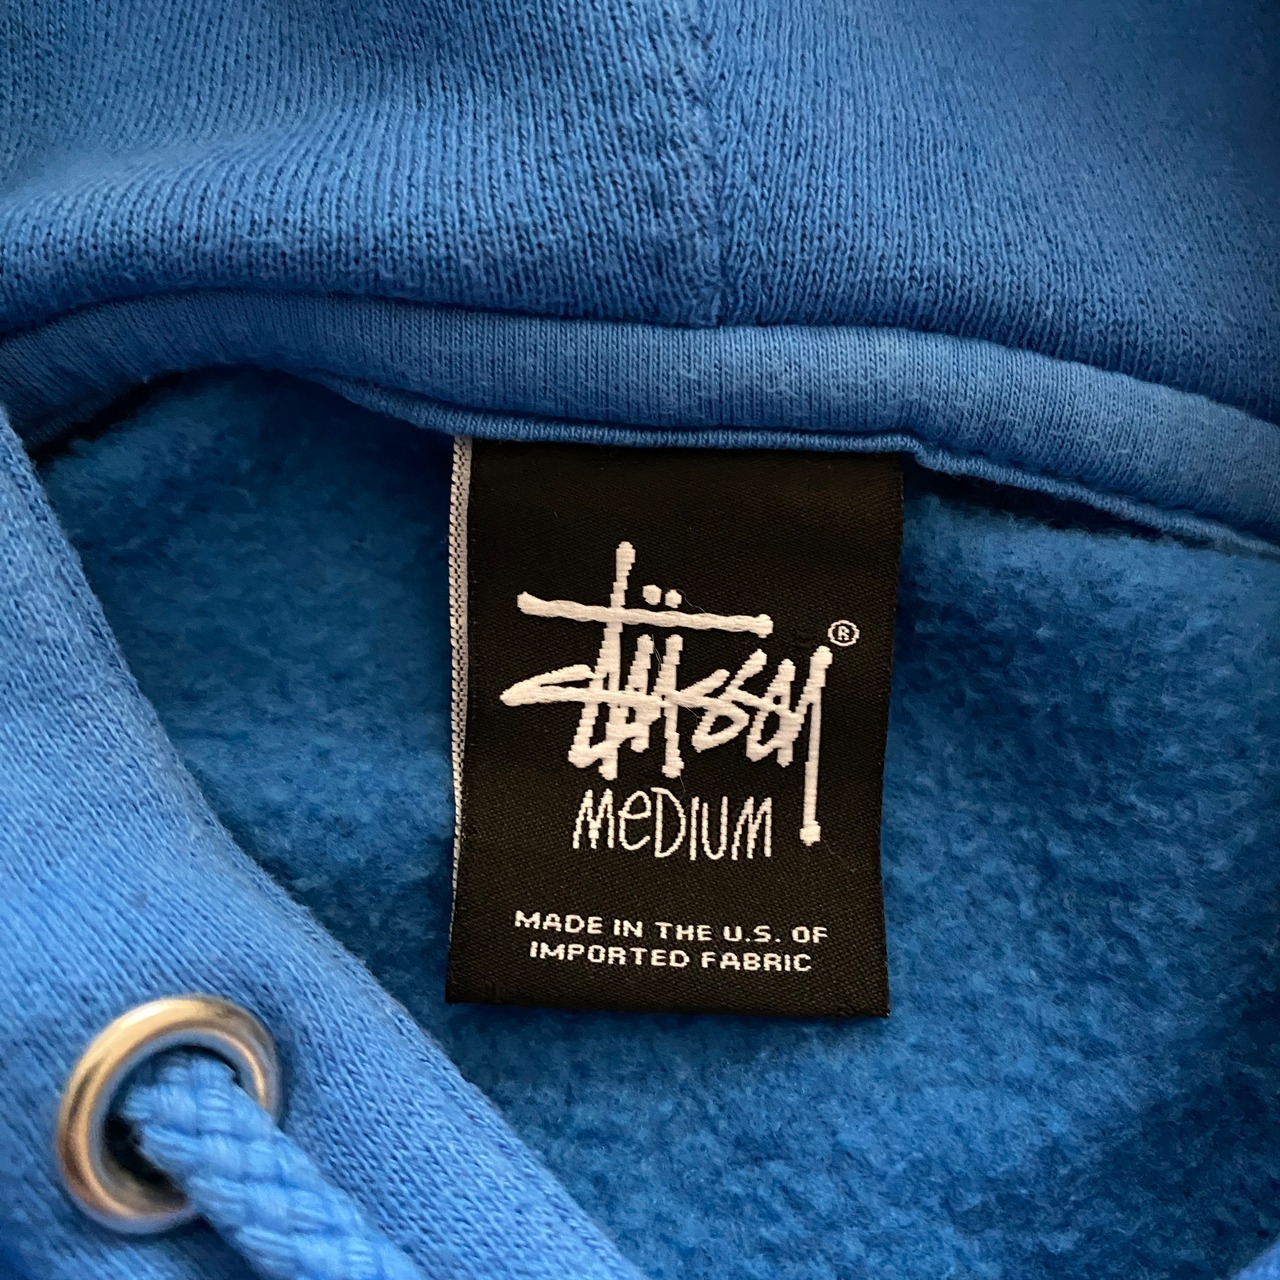 Stüssy ®
MeDIUM
MADE IN THE U.S. OF
IMPORTED FABRIC